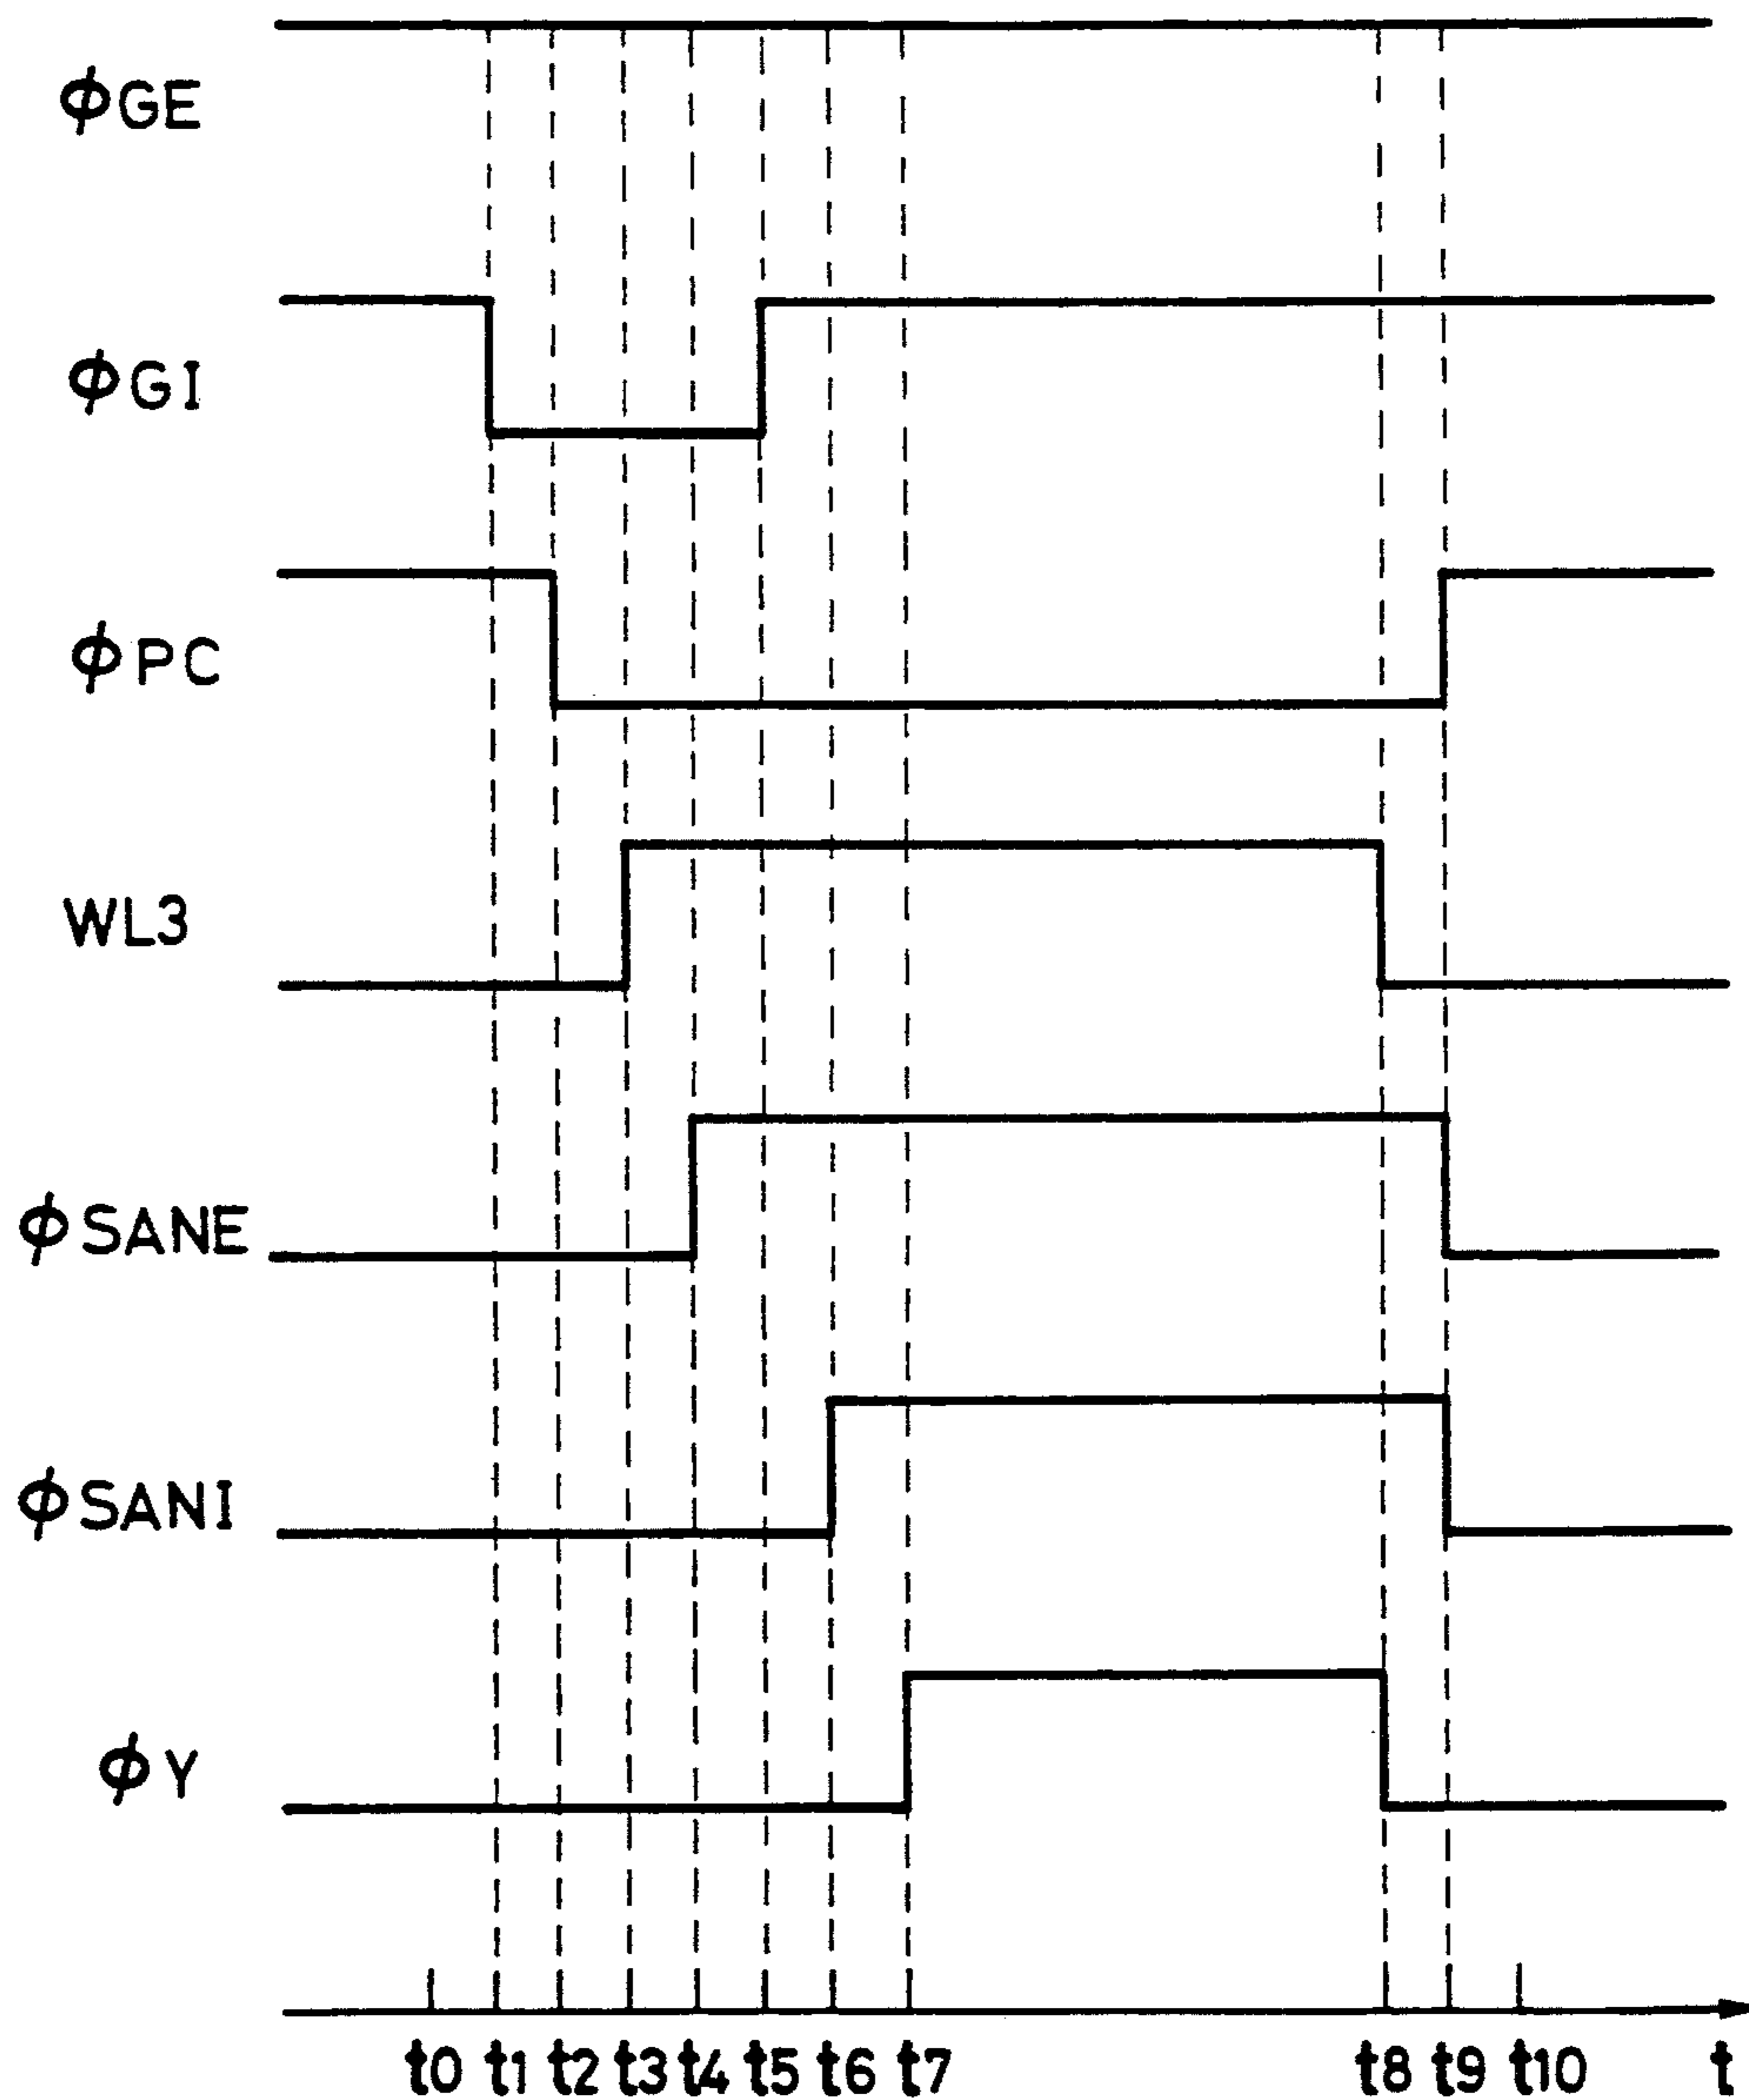 ϕGE
ϕGI
ϕPC
WL3
ϕSANE
ϕSANI
ϕY
t0 t1 t2 t3 t4 t5 t6 t7 t8 t9 t10 t